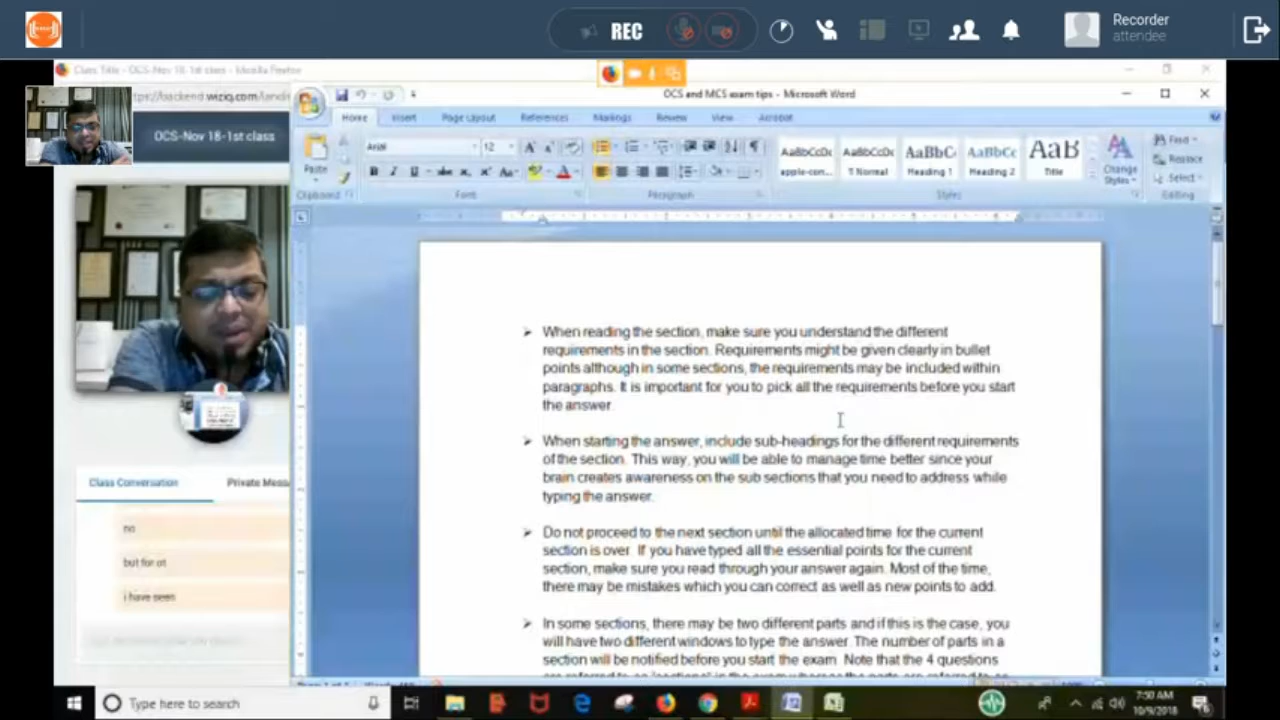 REC
Recorder
attendee
Class Title - OCS-Nov 18-1st class - Mozilla Firefox
OCS and MCS exam tips - Microsoft Word
OCS-Nov 18-1st class
Home Insert Page Layout References Mailings Review View Acrobat
Arial 12
Paste
AaBbCcDc AaBbCcDc AaBbC AaBbCc AaB
¶ Normal Heading 1 Heading 2 Title
Change
Styles
Find
Replace
Select
Clipboard Font Paragraph Styles Editing
When reading the section, make sure you understand the different
requirements in the section. Requirements might be given clearly in bullet
points although in some sections, the requirements may be included within
paragraphs. It is important for you to pick all the requirements before you start
the answer.
When starting the answer, include sub-headings for the different requirements
of the section. This way, you will be able to manage time better since your
brain creates awareness on the sub sections that you need to address while
typing the answer.
Do not proceed to the next section until the allocated time for the current
section is over. If you have typed all the essential points for the current
section, make sure you read through your answer again. Most of the time,
there may be mistakes which you can correct as well as new points to add.
In some sections, there may be two different parts and if this is the case, you
will have two different windows to type the answer. The number of parts in a
section will be notified before you start the exam. Note that the 4 questions
Class Conversation Private
no
but for ot
i have seen
Type here to search
7:50 AM
10/9/2018